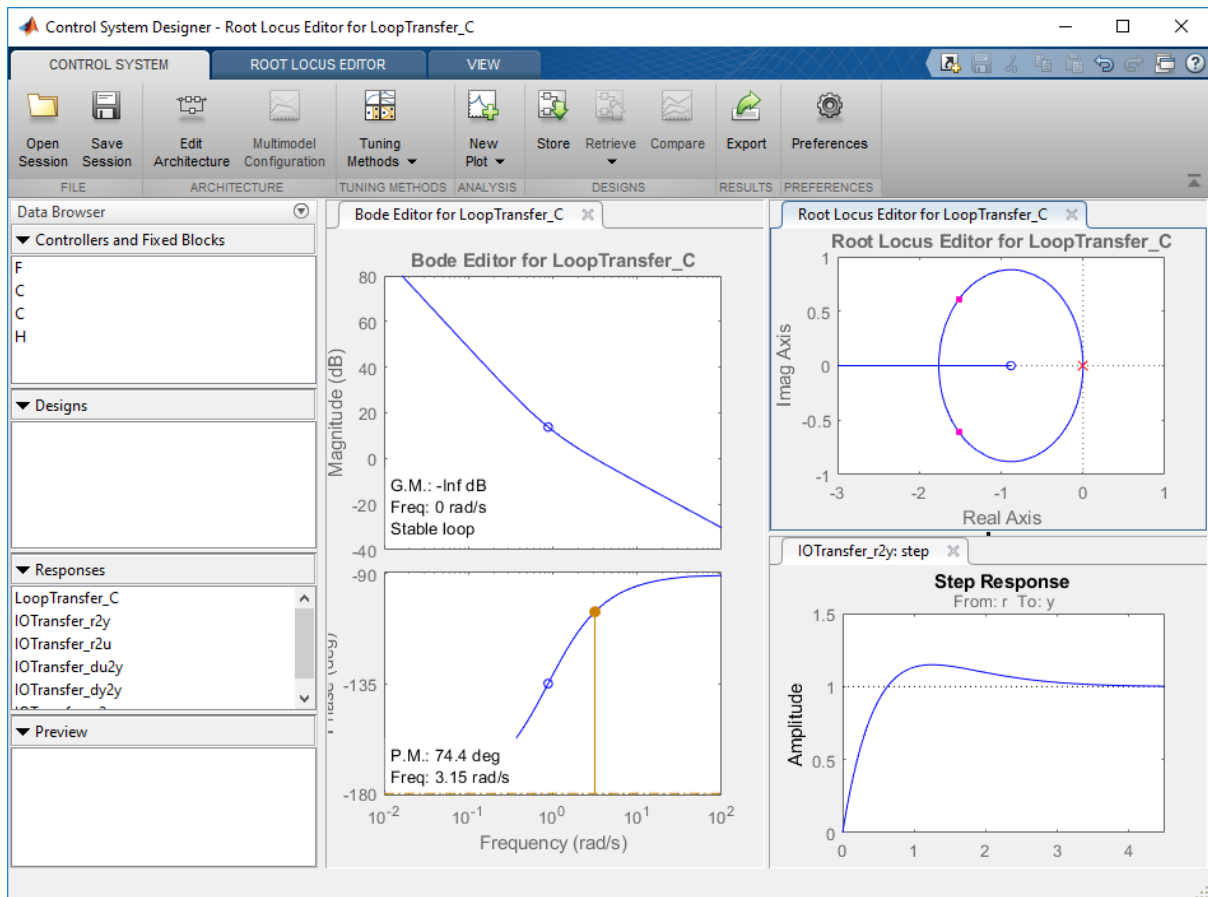 Control System Designer - Root Locus Editor for LoopTransfer_C
CONTROL SYSTEM
ROOT LOCUS EDITOR
VIEW
Open Session
Save Session
Edit Architecture
Multimodel Configuration
Tuning Methods
New Plot
Store
Retrieve
Compare
Export
Preferences
FILE
ARCHITECTURE
TUNING METHODS
ANALYSIS
DESIGNS
RESULTS
PREFERENCES
Data Browser
Controllers and Fixed Blocks
F
C
C
H
Designs
Responses
LoopTransfer_C
IOTransfer_r2y
IOTransfer_r2u
IOTransfer_du2y
IOTransfer_dy2y
Preview
Bode Editor for LoopTransfer_C
Bode Editor for LoopTransfer_C
Magnitude (dB)
80
60
40
20
0
-20
-40
G.M.: -Inf dB
Freq: 0 rad/s
Stable loop
Phase (deg)
-90
-135
-180
P.M.: 74.4 deg
Freq: 3.15 rad/s
10^-2
10^-1
10^0
10^1
10^2
Frequency (rad/s)
Root Locus Editor for LoopTransfer_C
Root Locus Editor for LoopTransfer_C
Imag Axis
1
0.5
0
-0.5
-1
-3
-2
-1
0
1
Real Axis
IOTransfer_r2y: step
Step Response
From: r To: y
Amplitude
1.5
1
0.5
0
0
1
2
3
4